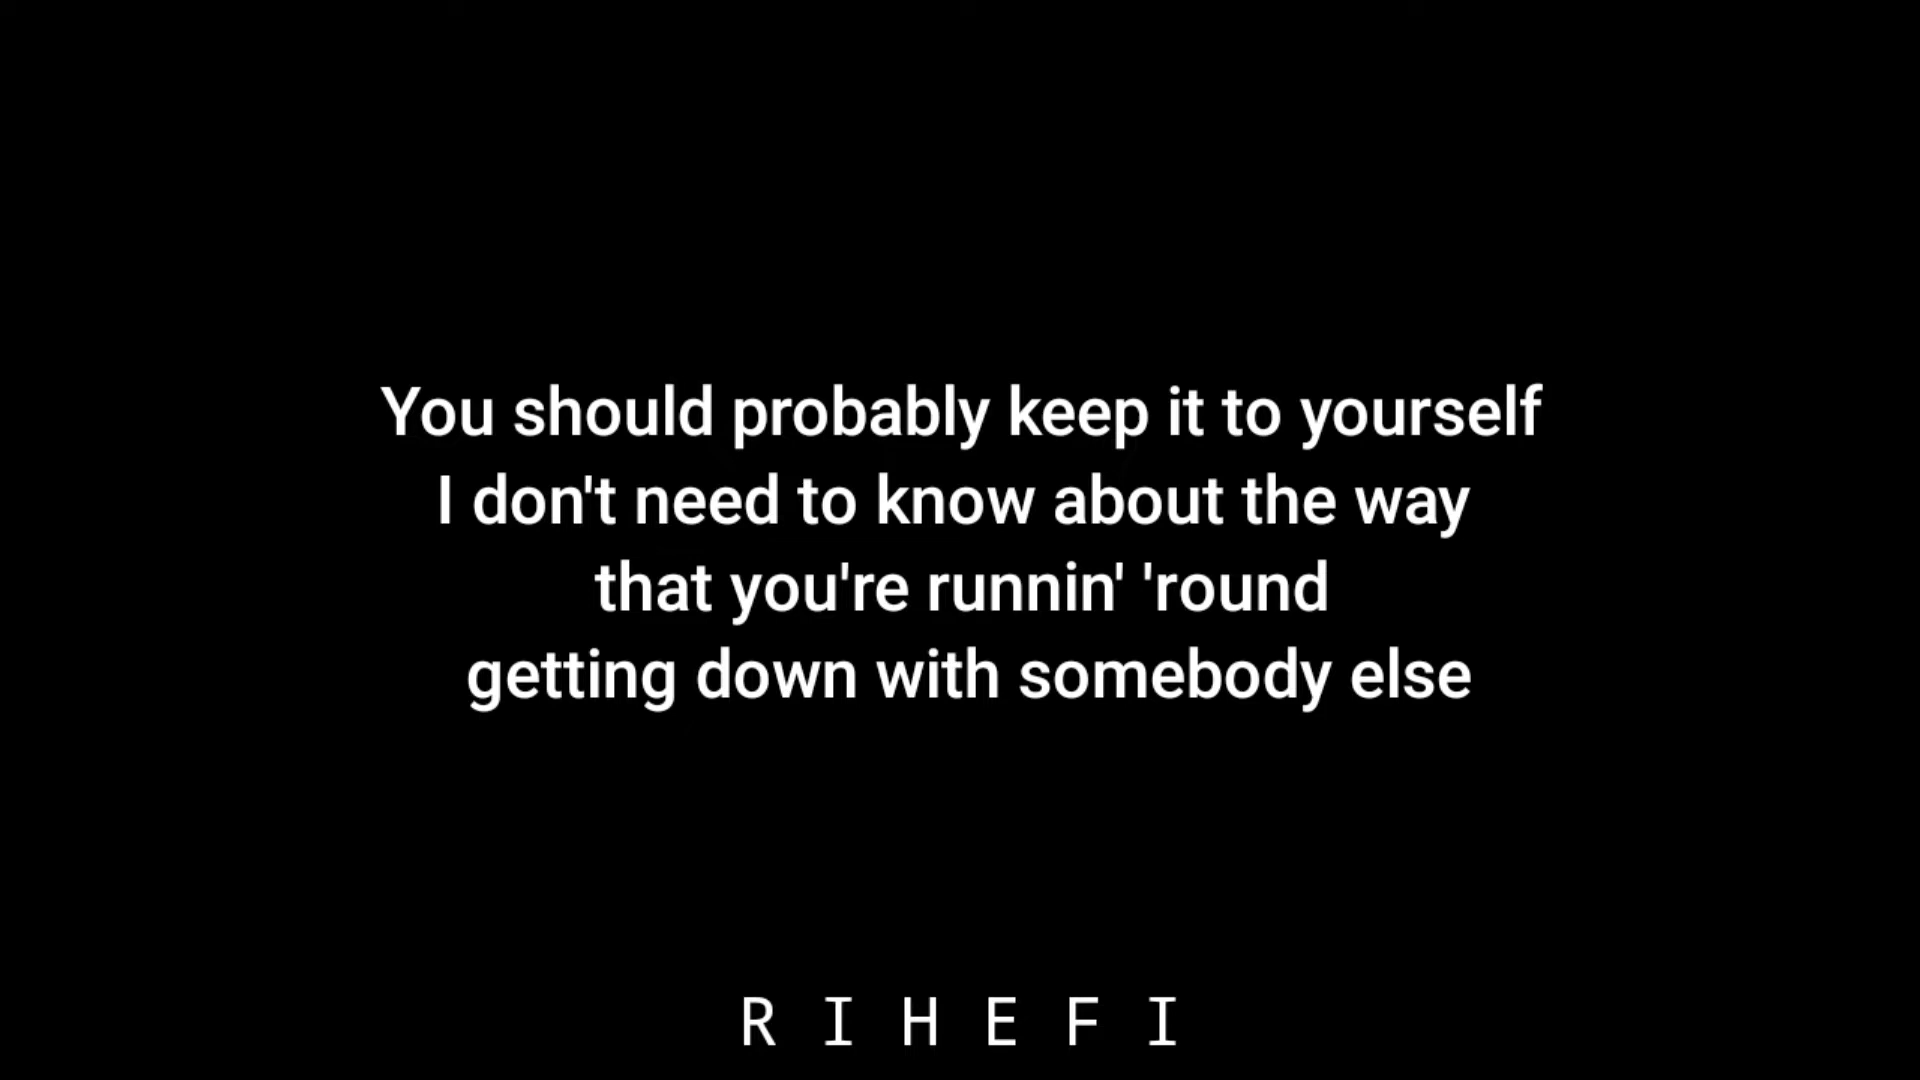 You should probably keep it to yourself
I don't need to know about the way
that you're runnin' 'round
getting down with somebody else
R I H E F I